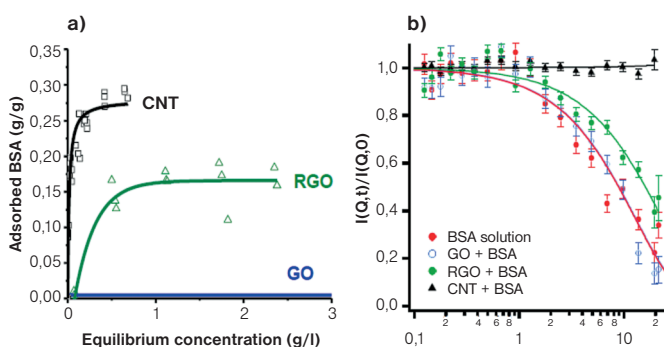 a)
Adsorbed BSA (g/g)
0,35
0,30
0,25
0,20
0,15
0,10
0,05
0,00
CNT
RGO
GO
0 1 2 3
Equilibrium concentration (g/l)
b)
I(Q,t)/I(Q,0)
1,0
0,8
0,6
0,4
0,2
0,0
BSA solution
GO + BSA
RGO + BSA
CNT + BSA
0,1 2 4 6 8 1 2 4 6 8 10 2